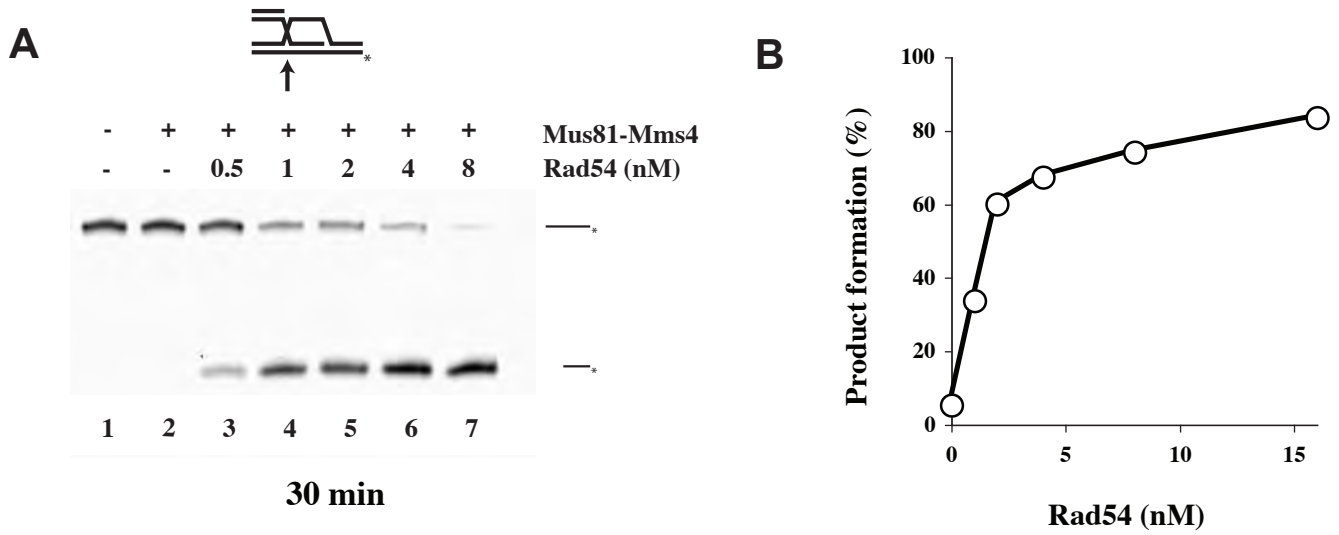 A
*
- + + + + + + Mus81-Mms4
- - 0.5 1 2 4 8 Rad54 (nM)
*
*
1 2 3 4 5 6 7
30 min
B
Product formation (%)
100
80
60
40
20
0
0 5 10 15
Rad54 (nM)